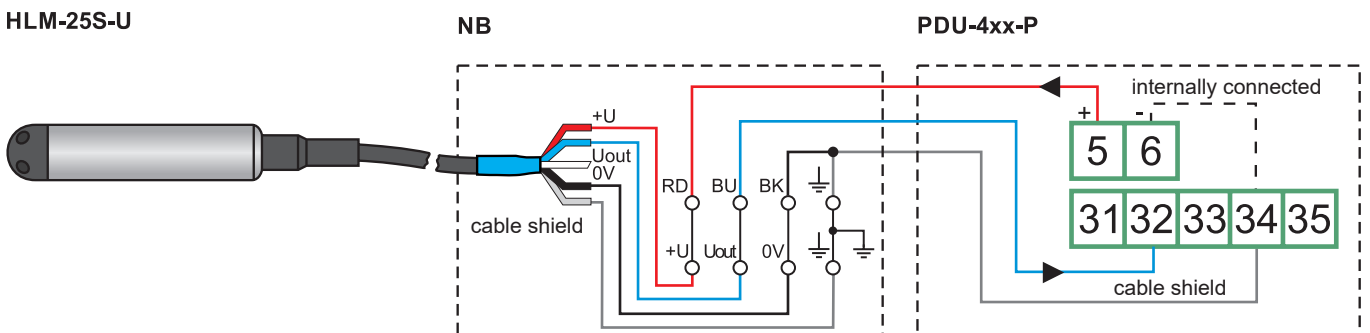 HLM-25S-U
NB
PDU-4xx-P
+U
Uout
0V
cable shield
RD
BU
BK
+U
Uout
0V
internally connected
+
-
5
6
31
32
33
34
35
cable shield